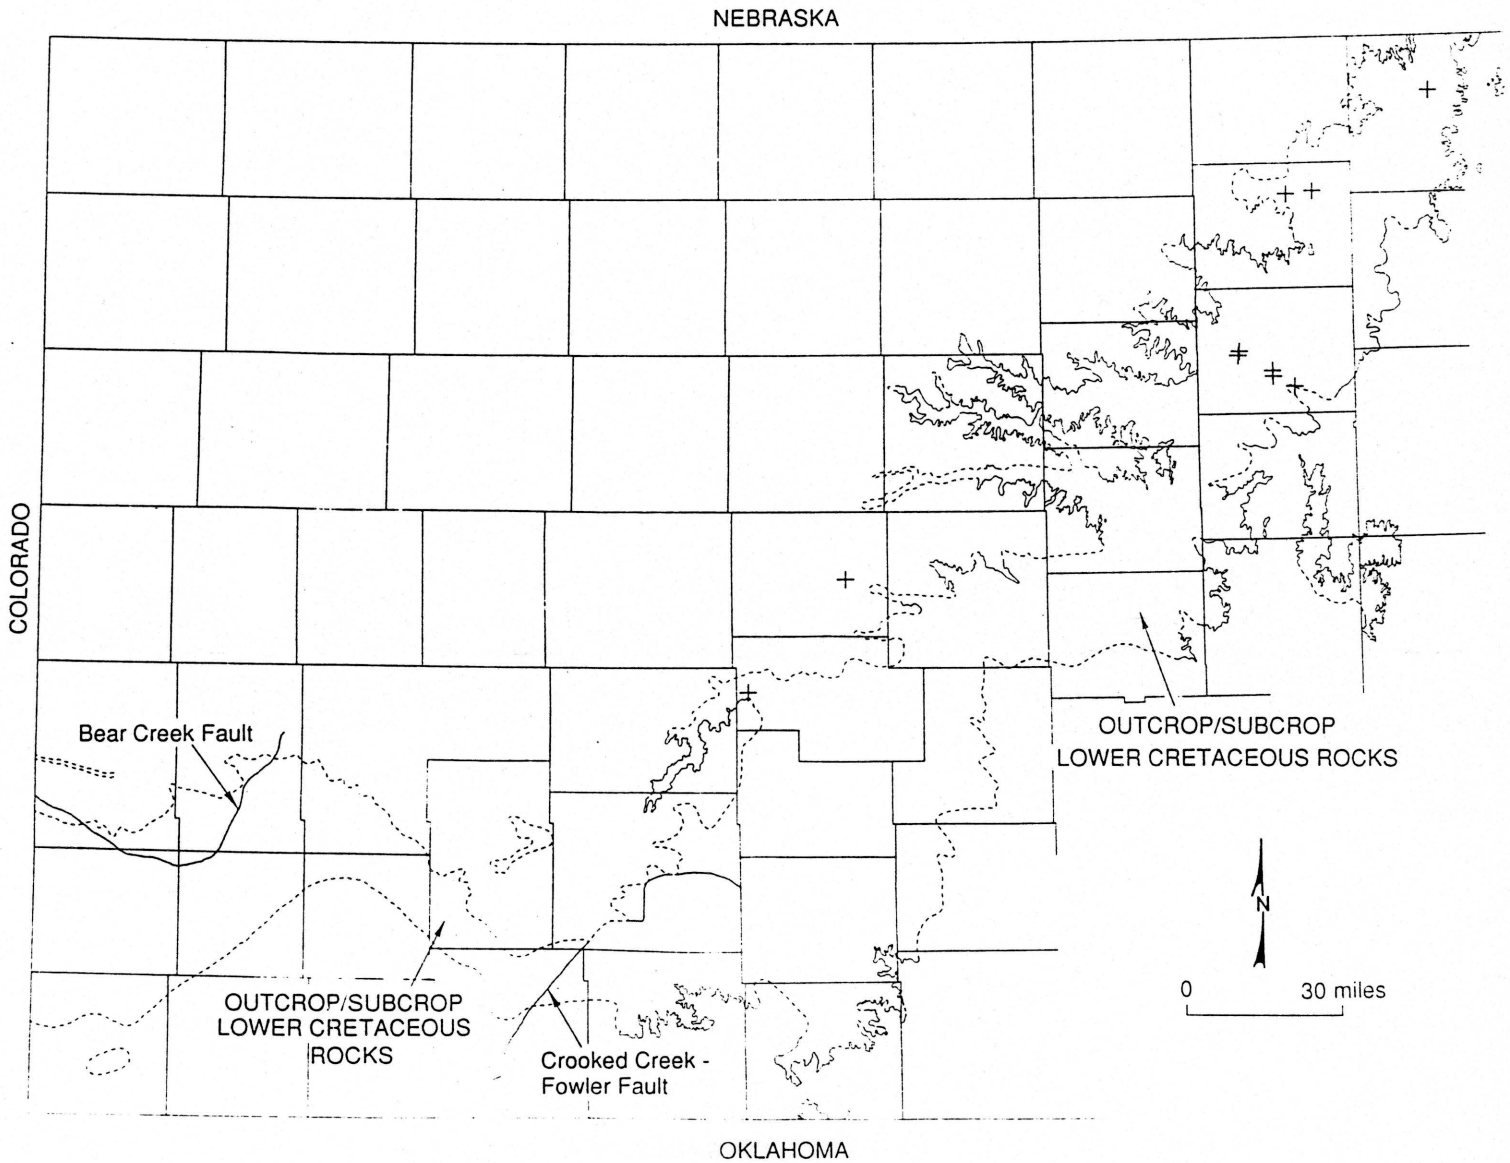 NEBRASKA
COLORADO
Bear Creek Fault
OUTCROP/SUBCROP
LOWER CRETACEOUS ROCKS
N
0 30 miles
OUTCROP/SUBCROP
LOWER CRETACEOUS
ROCKS
Crooked Creek -
Fowler Fault
OKLAHOMA